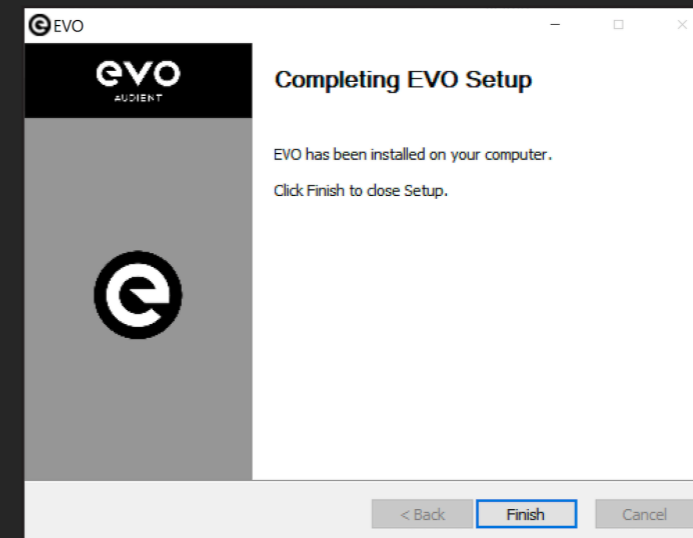 EVO
evo
AUDIENT
Completing EVO Setup
EVO has been installed on your computer.
Click Finish to close Setup.
< Back
Finish
Cancel